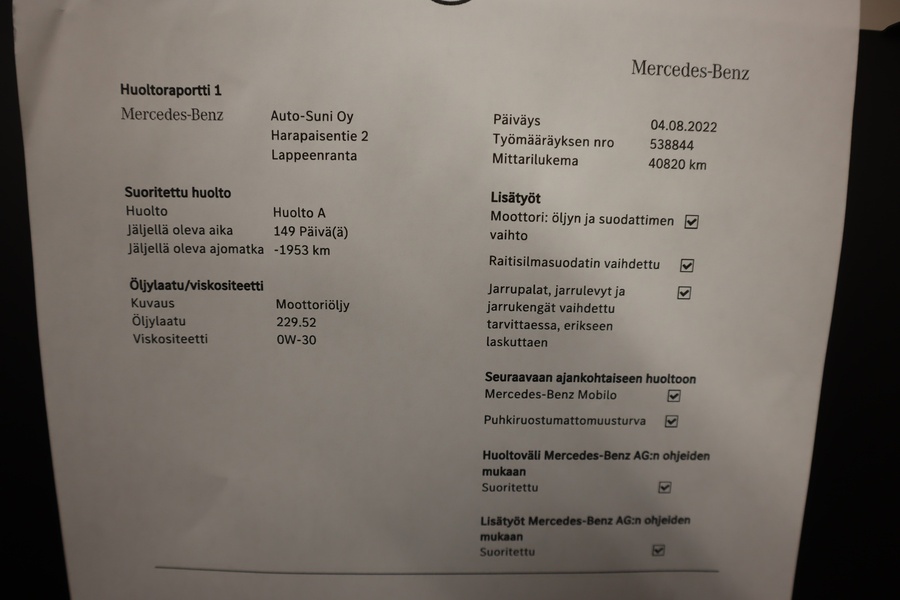 Mercedes-Benz
Huoltoraportti 1
Mercedes-Benz
Auto-Suni Oy
Harapaisentie 2
Lappeenranta
Päiväys 04.08.2022
Työmääräyksen nro 538844
Mittarilukema 40820 km
Suoritettu huolto
Huolto Huolto A
Jäljellä oleva aika 149 Päivä(ä)
Jäljellä oleva ajomatka -1953 km
Öljylaatu/viskositeetti
Kuvaus Moottoriöljy
Öljylaatu 229.52
Viskositeetti 0W-30
Lisätyöt
Moottori: öljyn ja suodattimen
vaihto
Raitisilmasuodatin vaihdettu
Jarrupalat, jarrulevyt ja
jarrukengät vaihdettu
tarvittaessa, erikseen
laskuttaen
Seuraavaan ajankohtaiseen huoltoon
Mercedes-Benz Mobilo
Puhkiruostumattomuusturva
Huoltoväli Mercedes-Benz AG:n ohjeiden
mukaan
Suoritettu
Lisätyöt Mercedes-Benz AG:n ohjeiden
mukaan
Suoritettu